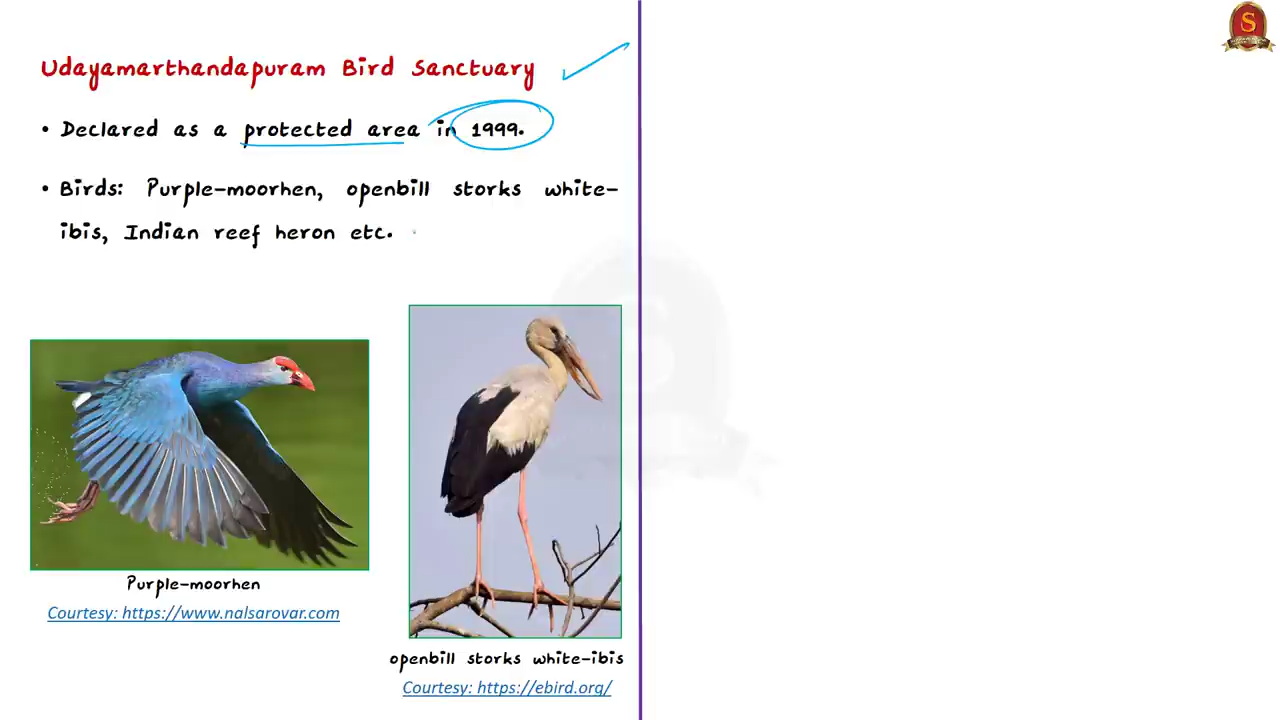 Udayamarthandapuram Bird Sanctuary
• Declared as a protected area in 1999.
• Birds: Purple-moorhen, openbill storks white-
ibis, Indian reef heron etc.
Purple-moorhen
Courtesy: https://www.nalsarovar.com
openbill storks white-ibis
Courtesy: https://ebird.org/
S